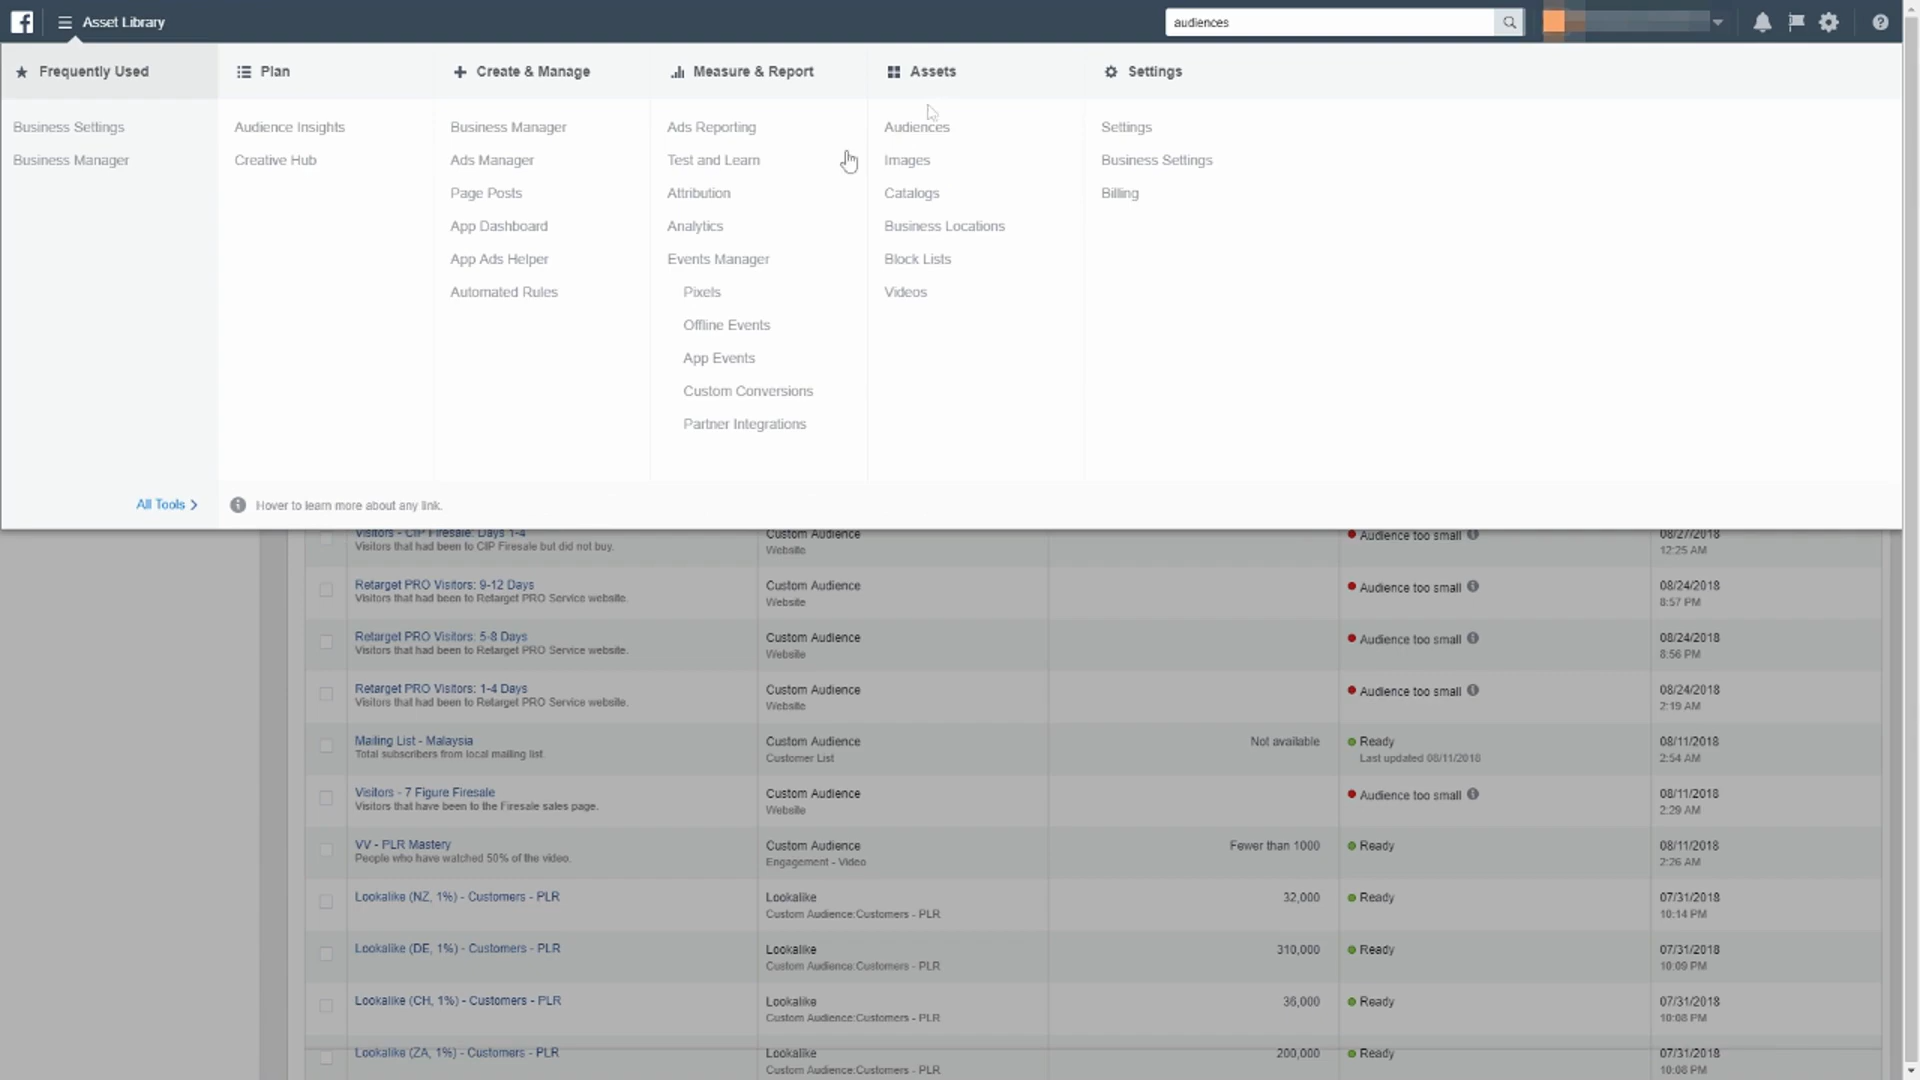 Asset Library
audiences
Frequently Used
Plan
Create & Manage
Measure & Report
Assets
Settings
Business Settings
Business Manager
Audience Insights
Creative Hub
Business Manager
Ads Manager
Page Posts
App Dashboard
App Ads Helper
Automated Rules
Ads Reporting
Test and Learn
Attribution
Analytics
Events Manager
Pixels
Offline Events
App Events
Custom Conversions
Partner Integrations
Audiences
Images
Catalogs
Business Locations
Block Lists
Videos
Settings
Business Settings
Billing
All Tools
Hover to learn more about any link.
Visitors - CIP Firesale: Days 1-4
Visitors that had been to CIP Firesale but did not buy.
Custom Audience
Website
Audience too small
08/27/2018
12:25 AM
Retarget PRO Visitors: 9-12 Days
Visitors that had been to Retarget PRO Service website.
Custom Audience
Website
Audience too small
08/24/2018
8:57 PM
Retarget PRO Visitors: 5-8 Days
Visitors that had been to Retarget PRO Service website.
Custom Audience
Website
Audience too small
08/24/2018
8:56 PM
Retarget PRO Visitors: 1-4 Days
Visitors that had been to Retarget PRO Service website.
Custom Audience
Website
Audience too small
08/24/2018
2:19 AM
Mailing List - Malaysia
Total subscribers from local mailing list.
Custom Audience
Customer List
Not available
Ready
Last updated 08/11/2018
08/11/2018
2:54 AM
Visitors - 7 Figure Firesale
Visitors that have been to the Firesale sales page.
Custom Audience
Website
Audience too small
08/11/2018
2:29 AM
VV - PLR Mastery
People who have watched 50% of the video.
Custom Audience
Engagement - Video
Fewer than 1000
Ready
08/11/2018
2:26 AM
Lookalike (NZ, 1%) - Customers - PLR
Lookalike
Custom Audience:Customers - PLR
32,000
Ready
07/31/2018
10:14 PM
Lookalike (DE, 1%) - Customers - PLR
Lookalike
Custom Audience:Customers - PLR
310,000
Ready
07/31/2018
10:09 PM
Lookalike (CH, 1%) - Customers - PLR
Lookalike
Custom Audience:Customers - PLR
36,000
Ready
07/31/2018
10:08 PM
Lookalike (ZA, 1%) - Customers - PLR
Lookalike
Custom Audience:Customers - PLR
200,000
Ready
07/31/2018
10:08 PM